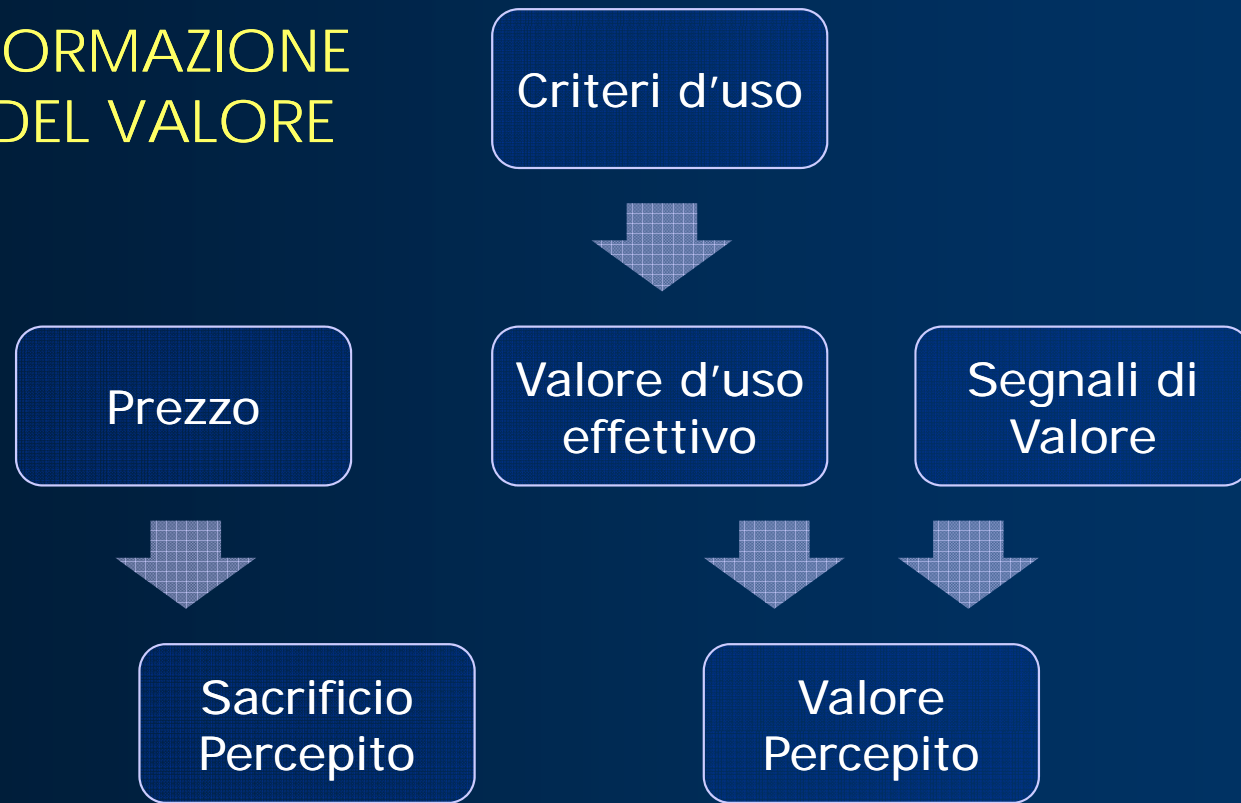 ORMAZIONE
DEL VALORE
Criteri d'uso
Prezzo
Valore d'uso
effettivo
Segnali di
Valore
Sacrificio
Percepito
Valore
Percepito